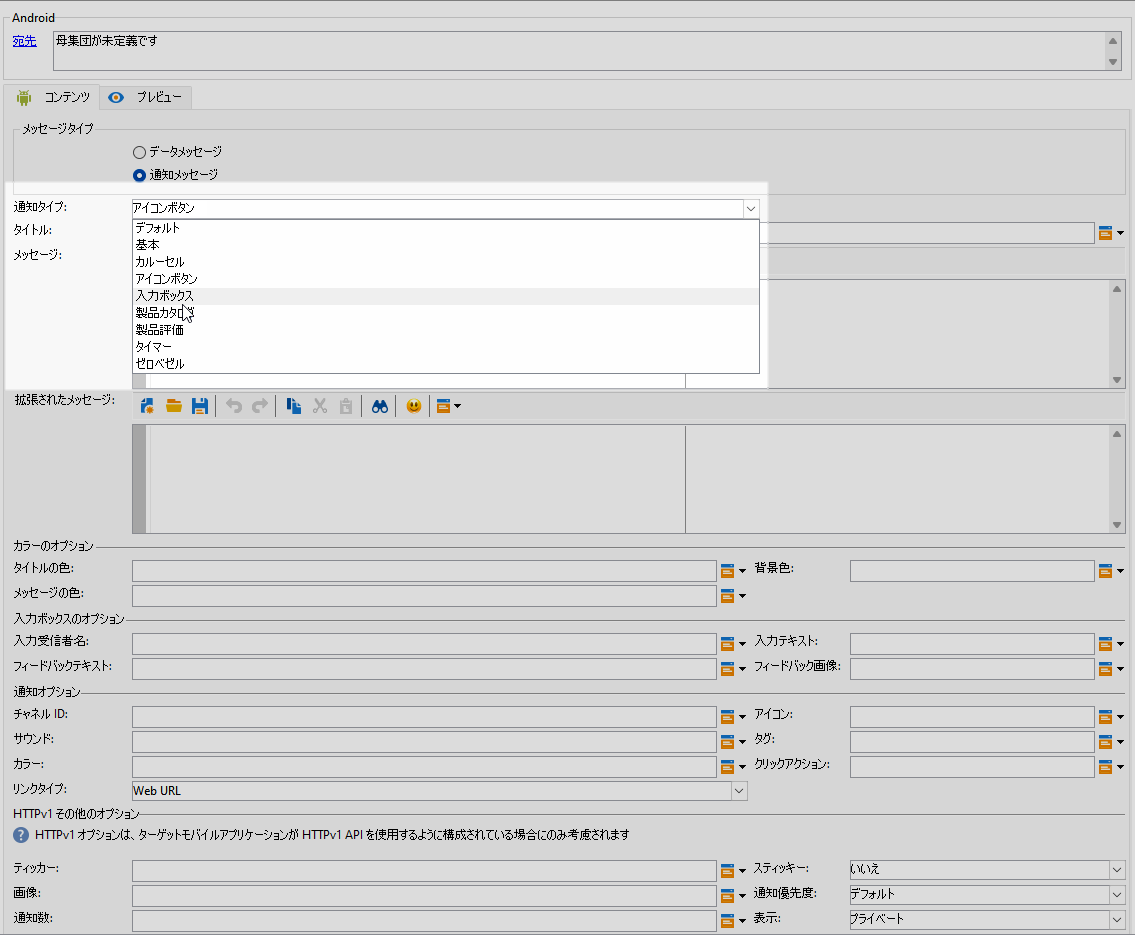 Android
宛先 母集団が未定義です
コンテンツ プレビュー
メッセージタイプ
データメッセージ
通知メッセージ
通知タイプ: アイコンボタン
タイトル:
メッセージ:
デフォルト
基本
カルーセル
アイコンボタン
入力ボックス
製品カタログ
製品評価
タイマー
ゼロベゼル
拡張されたメッセージ:
カラーのオプション
タイトルの色: 背景色:
メッセージの色:
入力ボックスのオプション
入力受信者名: 入力テキスト:
フィードバックテキスト: フィードバック画像:
通知オプション
チャネル ID: アイコン:
サウンド: タグ:
カラー: クリックアクション:
リンクタイプ: Web URL
HTTPv1 その他のオプション
? HTTPv1 オプションは、ターゲットモバイルアプリケーションが HTTPv1 API を使用するように構成されている場合にのみ考慮されます
ティッカー: スティッキー: いいえ
画像: 通知優先度: デフォルト
通知数: 表示: プライベート